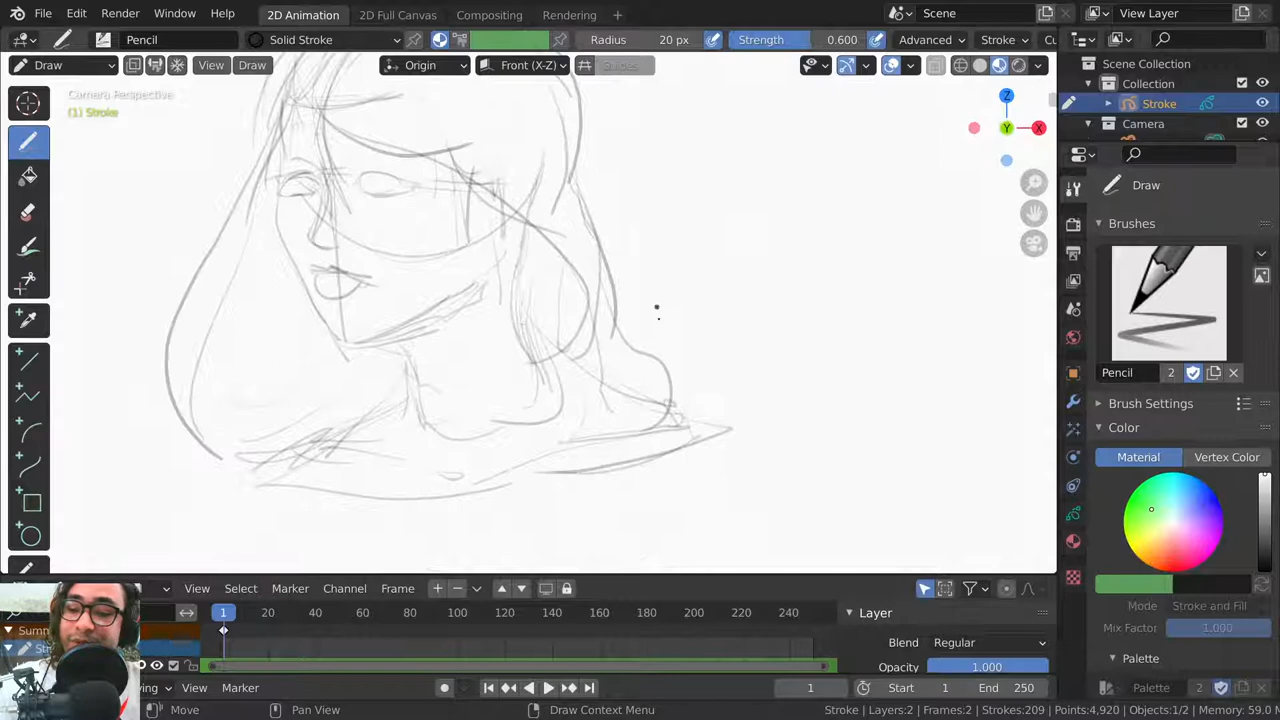 File Edit Render Window Help 2D Animation 2D Full Canvas Compositing Rendering + Scene View Layer
Pencil Solid Stroke Radius 20 px Strength 0.600 Advanced Stroke Cu
Draw View Draw Origin Front (X-Z) Guides
Scene Collection
Collection
Stroke
Camera
Camera Perspective
(1) Stroke
Z
Y
X
Draw
Brushes
Pencil 2
Brush Settings
Color
Material Vertex Color
Mode Stroke and Fill
Mix Factor 1.000
Palette
Palette 2
View Select Marker Channel Frame
1 20 40 60 80 100 120 140 160 180 200 220 240
Layer
Summ
Blend Regular
Opacity 1.000
ying View Marker 1 Start 1 End 250
Move Pan View Draw Context Menu Stroke | Layers:2 | Frames:2 | Strokes:209 | Points:4,920 | Objects:1/2 | Memory: 59.0 M